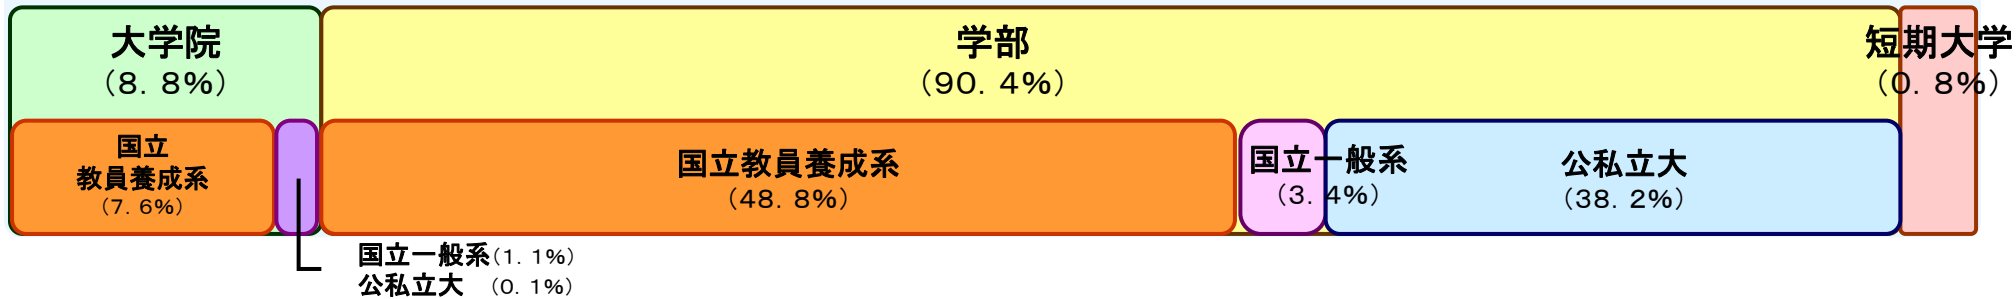 大学院
（8．8%）
学部
（90．4%）
短期大学
（0．8%）
国立
教員養成系
（7．6%）
国立教員養成系
（48．8%）
国立一般系
（3．4%）
公私立大
（38．2%）
国立一般系（1．1%）
公私立大　（0．1%）